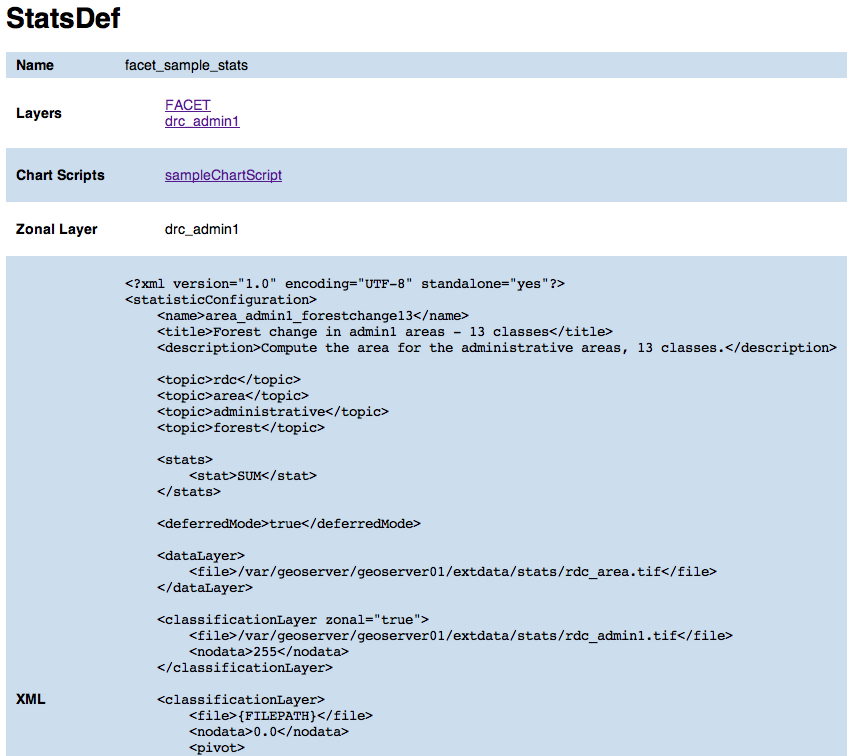 StatsDef
Name facet_sample_stats
Layers
FACET
drc_admin1
Chart Scripts sampleChartScript
Zonal Layer drc_admin1
XML
<?xml version="1.0" encoding="UTF-8" standalone="yes"?>
<statisticConfiguration>
<name>area_admin1_forestchange13</name>
<title>Forest change in admin1 areas - 13 classes</title>
<description>Compute the area for the administrative areas, 13 classes.</description>
<topic>rdc</topic>
<topic>area</topic>
<topic>administrative</topic>
<topic>forest</topic>
<stats>
<stat>SUM</stat>
</stats>
<deferredMode>true</deferredMode>
<dataLayer>
<file>/var/geoserver/geoserver01/extdata/stats/rdc_area.tif</file>
</dataLayer>
<classificationLayer zonal="true">
<file>/var/geoserver/geoserver01/extdata/stats/rdc_admin1.tif</file>
<nodata>255</nodata>
</classificationLayer>
<classificationLayer>
<file>{FILEPATH}</file>
<nodata>0.0</nodata>
<pivot>